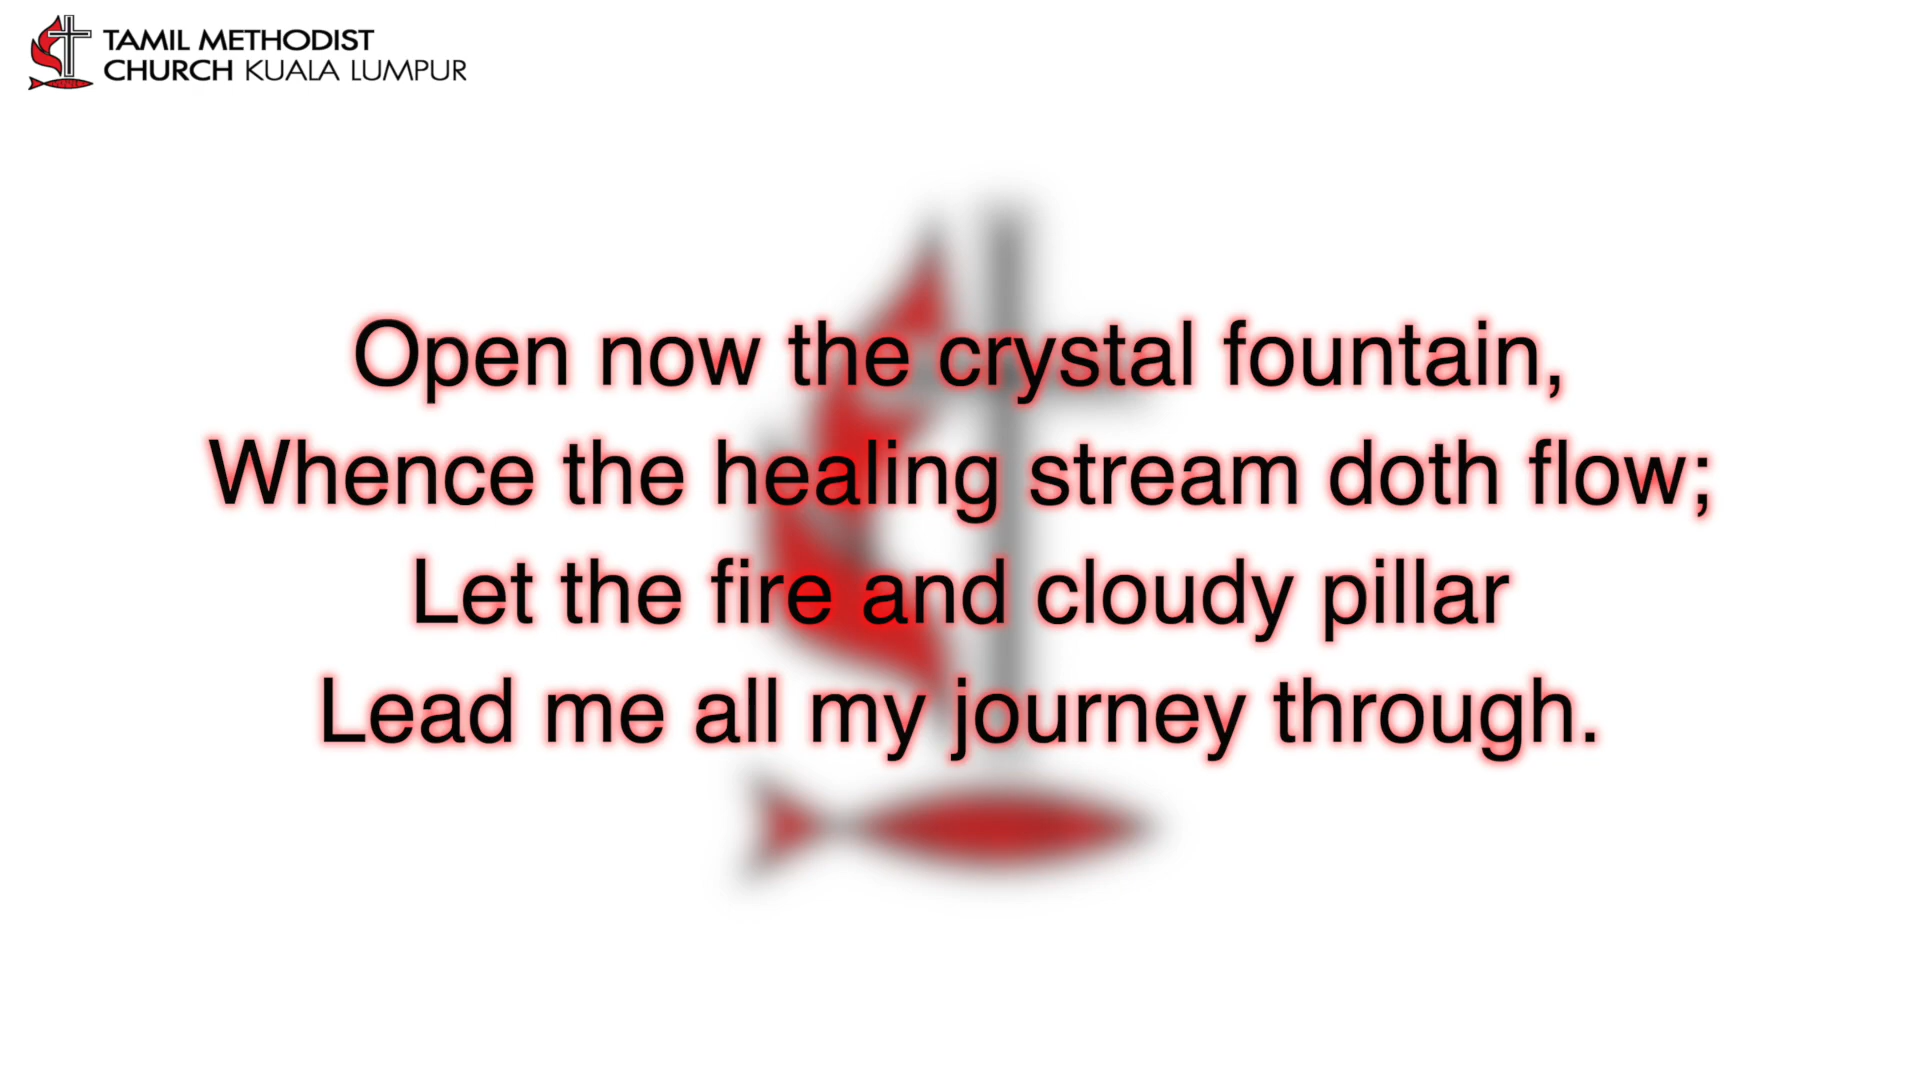 TAMIL METHODIST
CHURCH KUALA LUMPUR
Open now the crystal fountain,
Whence the healing stream doth flow;
Let the fire and cloudy pillar
Lead me all my journey through.